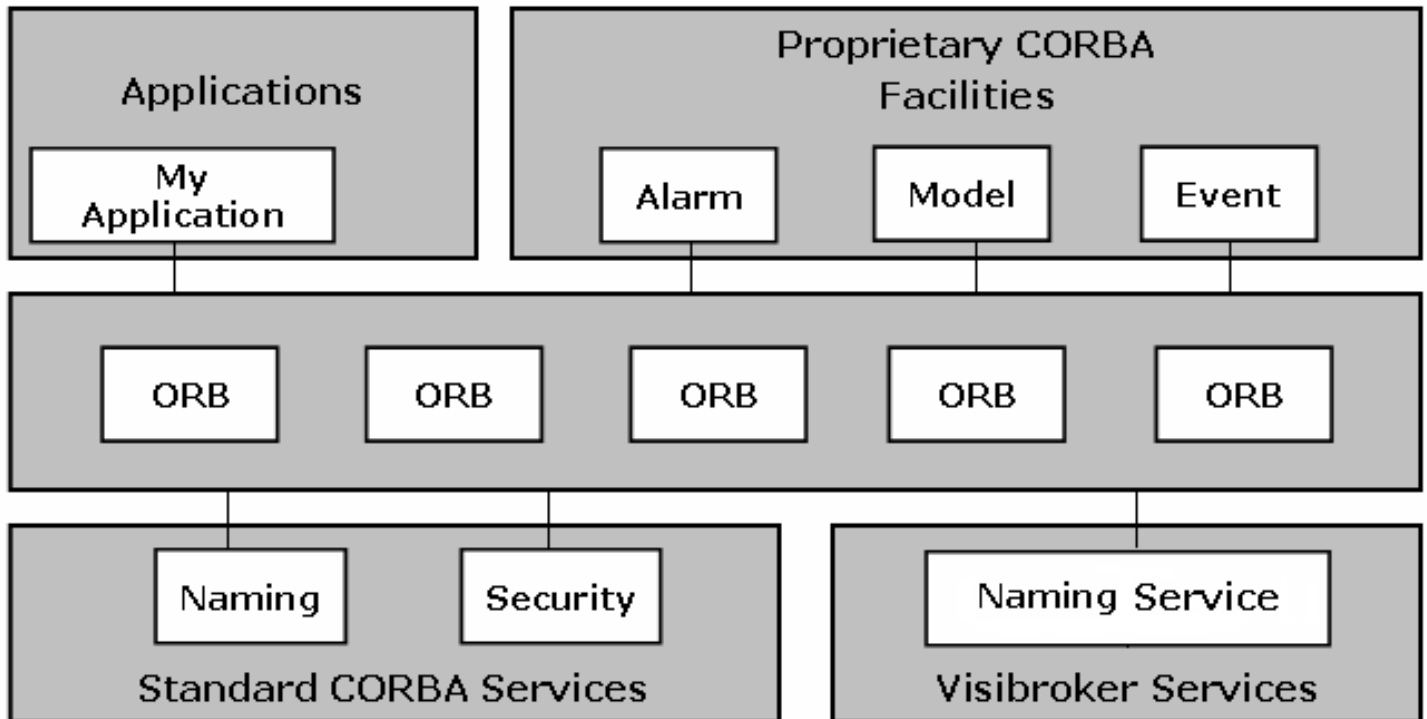 Applications
My
Application
Proprietary CORBA
Facilities
Alarm
Model
Event
ORB
ORB
ORB
ORB
ORB
Naming
Security
Standard CORBA Services
Naming Service
Visibroker Services